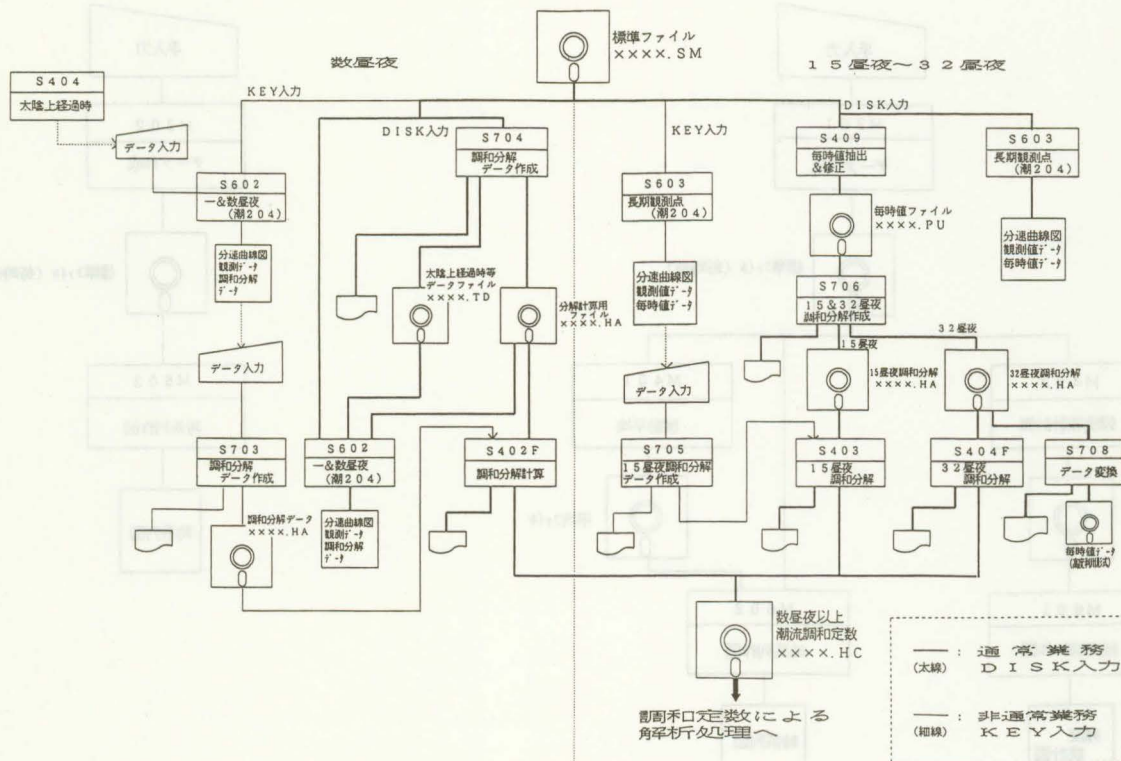 標準ファイル
××××.SM
数昼夜
15昼夜~32昼夜
S404
太陰上経過時
KEY入力
データ入力
S602
一&数昼夜
(潮204)
分速曲線図
観測データ
調和分解
データ
データ入力
S703
調和分解
データ作成
調和分解データ
××××.HA
DISK入力
S704
調和分解
データ作成
太陰上経過時等
データファイル
××××.TD
分解計算用
ファイル
××××.HA
S602
一&数昼夜
(潮204)
分速曲線図
観測データ
調和分解
データ
S402F
調和分解計算
KEY入力
S603
長期観測点
(潮204)
分速曲線図
観測値データ
毎時値データ
データ入力
S705
15昼夜調和分解
データ作成
DISK入力
S409
毎時値抽出
&修正
毎時値ファイル
××××.PU
S706
15&32昼夜
調和分解作成
15昼夜
32昼夜
15昼夜調和分解
××××.HA
32昼夜調和分解
××××.HA
S403
15昼夜
調和分解
S404F
32昼夜
調和分解
S603
長期観測点
(潮204)
分速曲線図
観測値データ
毎時値データ
S708
データ変換
毎時値データ
数昼夜以上
潮流調和定数
××××.HC
調和定数による
解析処理へ
――:通常業務
(太線) DISK入力
――:非通常業務
(細線) KEY入力